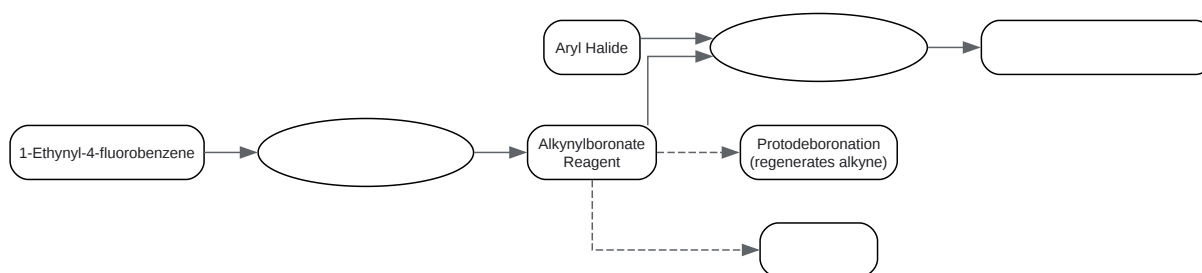 Aryl Halide
1-Ethynyl-4-fluorobenzene
Alkynylboronate
Reagent
Protodeboronation
(regenerates alkyne)